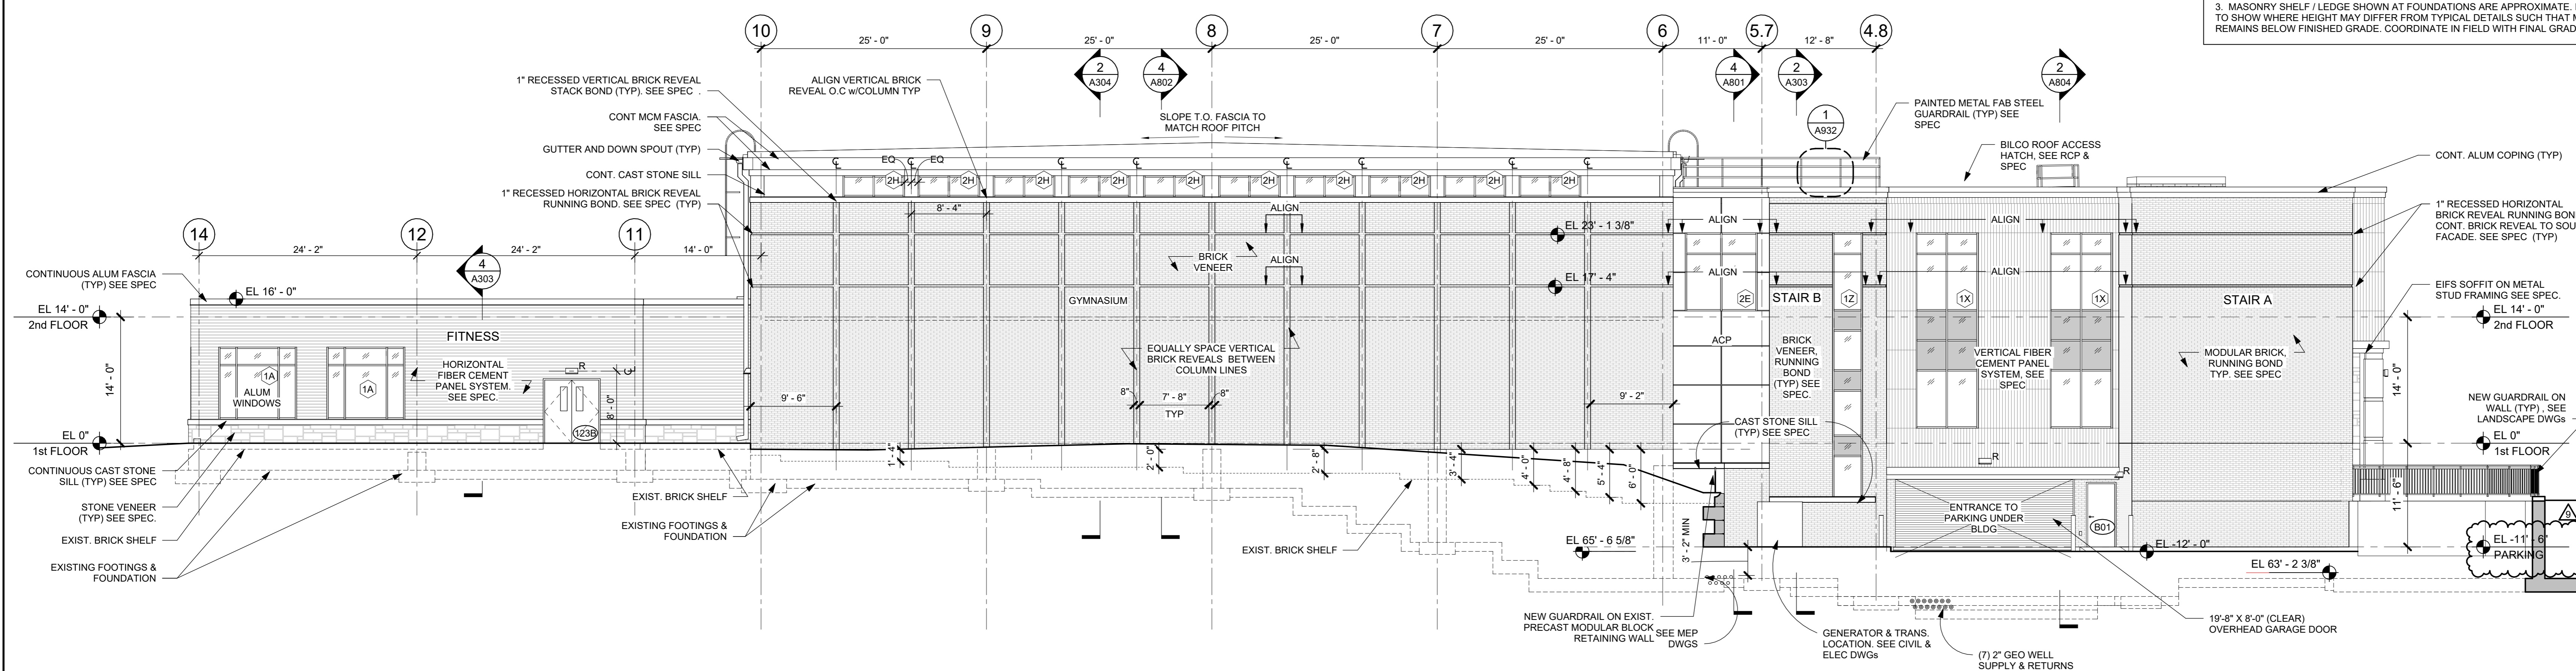 3. MASONRY SHELF / LEDGE SHOWN AT FOUNDATIONS ARE APPROXIMATE.
TO SHOW WHERE HEIGHT MAY DIFFER FROM TYPICAL DETAILS SUCH THAT
REMAINS BELOW FINISHED GRADE. COORDINATE IN FIELD WITH FINAL GRAD
10
9
8
7
6
5.7
4.8
25' - 0"
25' - 0"
25' - 0"
25' - 0"
11' - 0"
12' - 8"
2
A304
4
A802
4
A801
2
A303
2
A804
1
A932
1" RECESSED VERTICAL BRICK REVEAL
STACK BOND (TYP). SEE SPEC .
CONT MCM FASCIA.
SEE SPEC
GUTTER AND DOWN SPOUT (TYP)
CONT. CAST STONE SILL
1" RECESSED HORIZONTAL BRICK REVEAL
RUNNING BOND. SEE SPEC (TYP)
ALIGN VERTICAL BRICK
REVEAL O.C w/COLUMN TYP
SLOPE T.O. FASCIA TO
MATCH ROOF PITCH
PAINTED METAL FAB STEEL
GUARDRAIL (TYP) SEE
SPEC
BILCO ROOF ACCESS
HATCH, SEE RCP &
SPEC
CONT. ALUM COPING (TYP)
1" RECESSED HORIZONTAL
BRICK REVEAL RUNNING BON
CONT. BRICK REVEAL TO SOU
FACADE. SEE SPEC (TYP)
EIFS SOFFIT ON METAL
STUD FRAMING SEE SPEC.
EQ
EQ
2H
2H
2H
2H
2H
2H
2H
2H
2H
2H
8' - 4"
ALIGN
ALIGN
ALIGN
ALIGN
ALIGN
ALIGN
EL 23' - 1 3/8"
EL 17' - 4"
BRICK
VENEER
GYMNASIUM
EQUALLY SPACE VERTICAL
BRICK REVEALS BETWEEN
COLUMN LINES
9' - 6"
8"
7' - 8"
TYP
8"
9' - 2"
14
12
11
24' - 2"
24' - 2"
14' - 0"
4
A303
CONTINUOUS ALUM FASCIA
(TYP) SEE SPEC
EL 16' - 0"
EL 14' - 0"
2nd FLOOR
14' - 0"
EL 0"
1st FLOOR
FITNESS
HORIZONTAL
FIBER CEMENT
PANEL SYSTEM.
SEE SPEC.
1A
ALUM
WINDOWS
1A
R
8' - 0"
123B
CONTINUOUS CAST STONE
SILL (TYP) SEE SPEC
STONE VENEER
(TYP) SEE SPEC.
EXIST. BRICK SHELF
EXISTING FOOTINGS &
FOUNDATION
EXIST. BRICK SHELF
EXISTING FOOTINGS &
FOUNDATION
EXIST. BRICK SHELF
1' - 4"
2' - 0"
2' - 8"
3' - 4"
4' - 0"
4' - 8"
5' - 4"
6' - 0"
2E
STAIR B
1Z
1X
1X
STAIR A
ACP
BRICK
VENEER,
RUNNING
BOND
(TYP) SEE
SPEC.
VERTICAL FIBER
CEMENT PANEL
SYSTEM, SEE
SPEC
MODULAR BRICK,
RUNNING BOND
TYP. SEE SPEC
CAST STONE SILL
(TYP) SEE SPEC
R
R
ENTRANCE TO
PARKING UNDER
BLDG
B01
EL 65' - 6 5/8"
3' - 2" MIN
EL -12' - 0"
EL 63' - 2 3/8"
EL 14' - 0"
2nd FLOOR
14' - 0"
NEW GUARDRAIL ON
WALL (TYP) , SEE
LANDSCAPE DWGs
EL 0"
1st FLOOR
11' - 6"
9
EL -11' - 6"
PARKING
NEW GUARDRAIL ON EXIST.
PRECAST MODULAR BLOCK
RETAINING WALL
SEE MEP
DWGS
GENERATOR & TRANS.
LOCATION. SEE CIVIL &
ELEC DWGs
(7) 2" GEO WELL
SUPPLY & RETURNS
19'-8" X 8'-0" (CLEAR)
OVERHEAD GARAGE DOOR